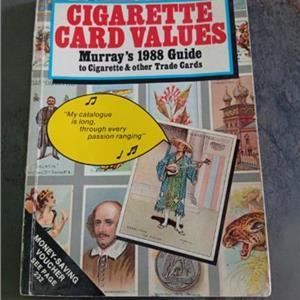 CIGARETTE
CARD VALUES
Murray's 1988 Guide
to Cigarette & other Trade Cards
"My catalogue
is long,
through every
passion ranging"
MONEY-SAVING
VOUCHER
SEE PAGE